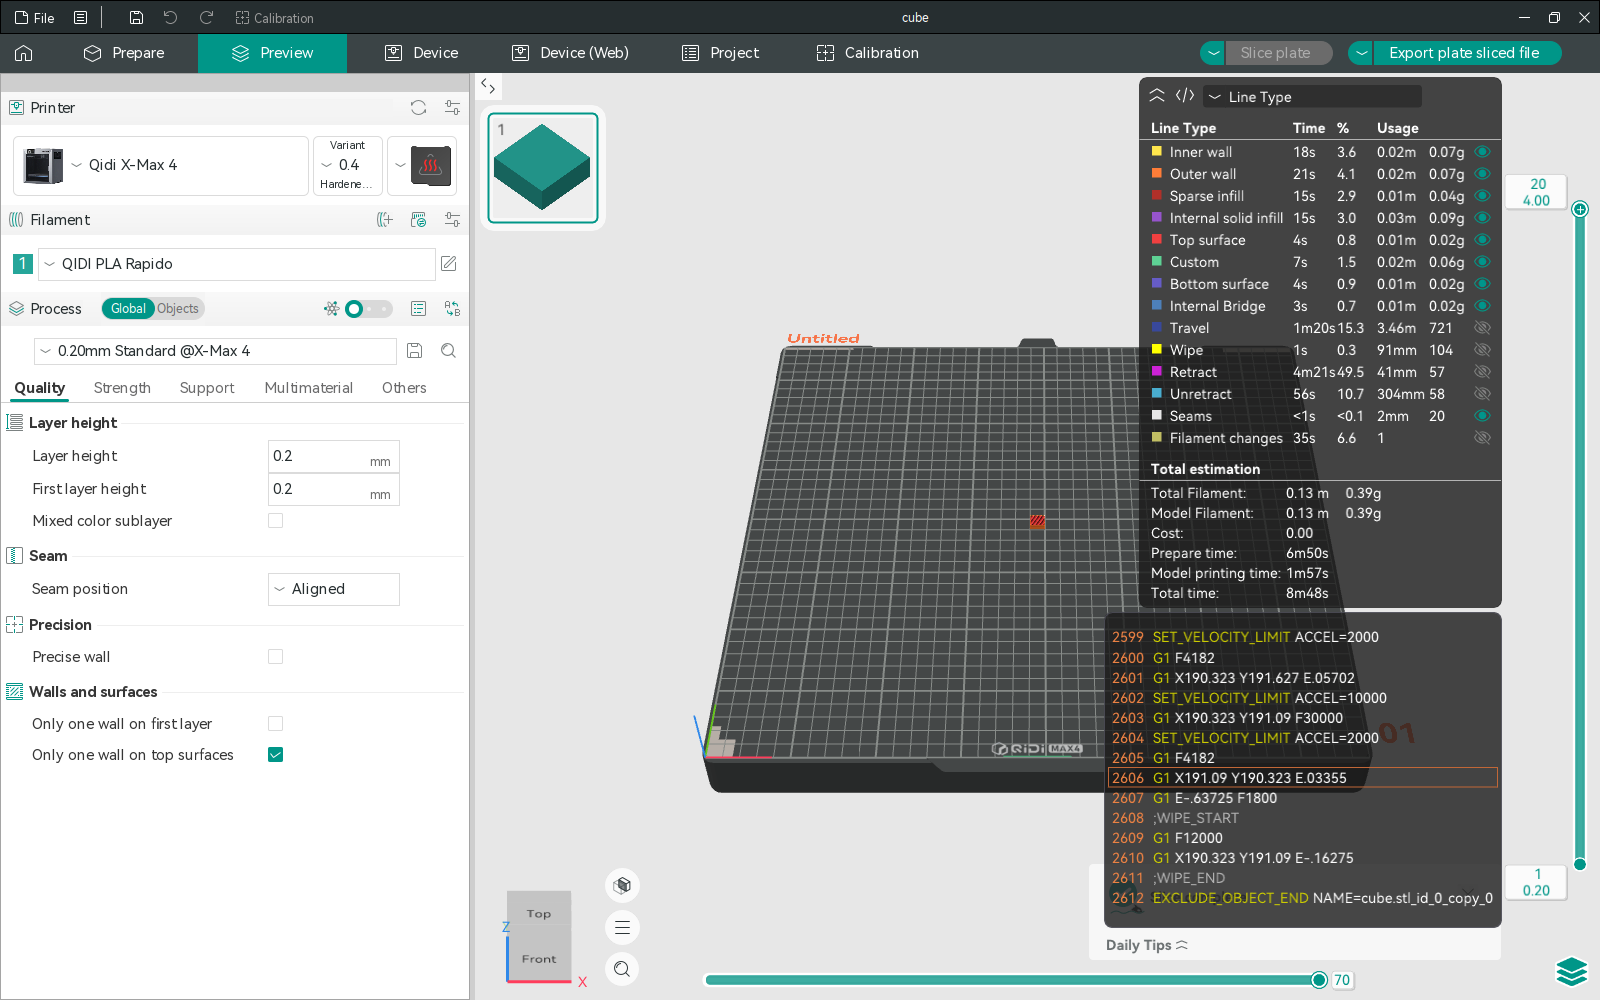 File
Calibration
cube
Prepare
Preview
Device
Device (Web)
Project
Calibration
Slice plate
Export plate sliced file
Printer
Qidi X-Max 4
Variant
0.4
Hardene...
Filament
1
QIDI PLA Rapido
Process
Global
Objects
0.20mm Standard @X-Max 4
Quality
Strength
Support
Multimaterial
Others
Layer height
Layer height 0.2 mm
First layer height 0.2 mm
Mixed color sublayer
Seam
Seam position Aligned
Precision
Precise wall
Walls and surfaces
Only one wall on first layer
Only one wall on top surfaces
1
Untitled
QIDI MAX4
01
Top
Front
Z
X
Line Type
Line Type Time % Usage
Inner wall 18s 3.6 0.02m 0.07g
Outer wall 21s 4.1 0.02m 0.07g
Sparse infill 15s 2.9 0.01m 0.04g
Internal solid infill 15s 3.0 0.03m 0.09g
Top surface 4s 0.8 0.01m 0.02g
Custom 7s 1.5 0.02m 0.06g
Bottom surface 4s 0.9 0.01m 0.02g
Internal Bridge 3s 0.7 0.01m 0.02g
Travel 1m20s 15.3 3.46m 721
Wipe 1s 0.3 91mm 104
Retract 4m21s 49.5 41mm 57
Unretract 56s 10.7 304mm 58
Seams <1s <0.1 2mm 20
Filament changes 35s 6.6 1
Total estimation
Total Filament: 0.13 m 0.39g
Model Filament: 0.13 m 0.39g
Cost: 0.00
Prepare time: 6m50s
Model printing time: 1m57s
Total time: 8m48s
2599 SET_VELOCITY_LIMIT ACCEL=2000
2600 G1 F4182
2601 G1 X190.323 Y191.627 E.05702
2602 SET_VELOCITY_LIMIT ACCEL=10000
2603 G1 X190.323 Y191.09 F30000
2604 SET_VELOCITY_LIMIT ACCEL=2000
2605 G1 F4182
2606 G1 X191.09 Y190.323 E.03355
2607 G1 E-.63725 F1800
2608 ;WIPE_START
2609 G1 F12000
2610 G1 X190.323 Y191.09 E-.16275
2611 ;WIPE_END
2612 EXCLUDE_OBJECT_END NAME=cube.stl_id_0_copy_0
Daily Tips
20
4.00
1
0.20
70